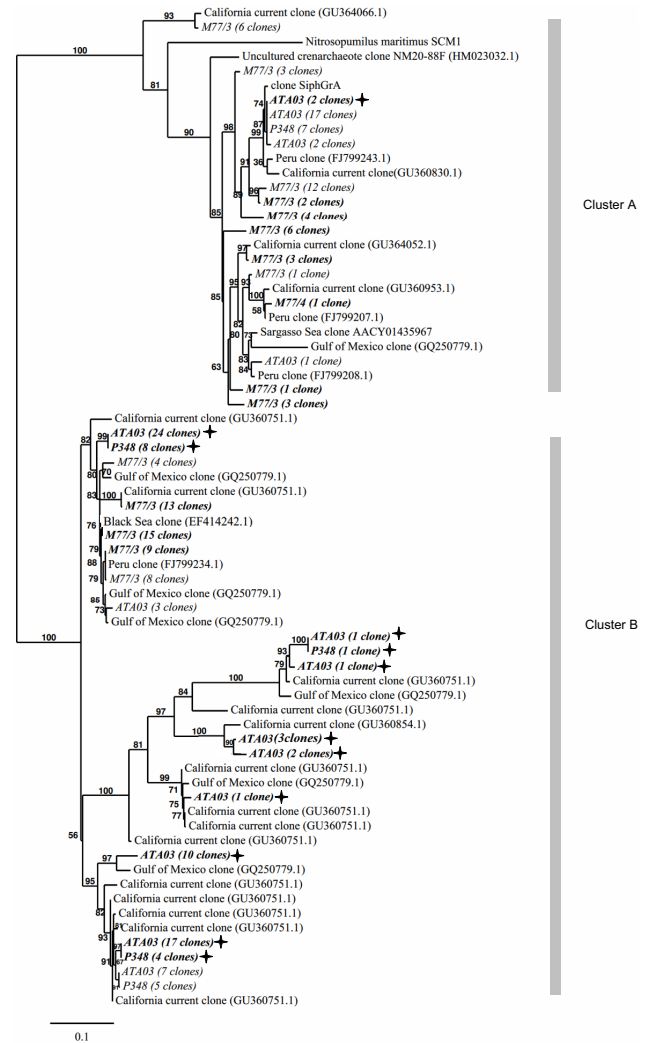 California current clone (GU364066.1)
93
M77/3 (6 clones)
Nitrosopumilus maritimus SCM1
100
Uncultured crenarchaeote clone NM20-88F (HM023032.1)
M77/3 (3 clones)
81
clone SiphGrA
ATA03 (2 clones)
74
ATA03 (17 clones)
87
P348 (7 clones)
98
90
99
ATA03 (2 clones)
Peru clone (FJ799243.1)
91
36
California current clone(GU360830.1)
M77/3 (12 clones)
96
89
M77/3 (2 clones)
Cluster A
85
M77/3 (4 clones)
M77/3 (6 clones)
California current clone (GU364052.1)
97
M77/3 (3 clones)
M77/3 (1 clone)
95
93
California current clone (GU360953.1)
85
100
M77/4 (1 clone)
58
Peru clone (FJ799207.1)
82
Sargasso Sea clone AACY01435967
80
73
Gulf of Mexico clone (GQ250779.1)
83
ATA03 (1 clone)
63
84
Peru clone (FJ799208.1)
M77/3 (1 clone)
M77/3 (3 clones)
California current clone (GU360751.1)
ATA03 (24 clones)
82
99
P348 (8 clones)
M77/3 (4 clones)
80
70
Gulf of Mexico clone (GQ250779.1)
California current clone (GU360751.1)
83
100
M77/3 (13 clones)
Black Sea clone (EF414242.1)
76
M77/3 (15 clones)
79
M77/3 (9 clones)
88
Peru clone (FJ799234.1)
79
M77/3 (8 clones)
Gulf of Mexico clone (GQ250779.1)
73
ATA03 (3 clones)
Gulf of Mexico clone (GQ250779.1)
Cluster B
100
ATA03 (1 clone)
100
P348 (1 clone)
93
79
ATA03 (1 clone)
100
California current clone (GU360751.1)
84
Gulf of Mexico clone (GQ250779.1)
California current clone (GU360751.1)
97
California current clone (GU360854.1)
100
90
ATA03(3clones)
81
ATA03 (2 clones)
California current clone (GU360751.1)
99
Gulf of Mexico clone (GQ250779.1)
71
100
ATA03 (1 clone)
75
California current clone (GU360751.1)
77
California current clone (GU360751.1)
56
California current clone (GU360751.1)
97
ATA03 (10 clones)
Gulf of Mexico clone (GQ250779.1)
95
California current clone (GU360751.1)
California current clone (GU360751.1)
82
California current clone (GU360751.1)
California current clone (GU360751.1)
93
ATA03 (17 clones)
91
P348 (4 clones)
ATA03 (7 clones)
P348 (5 clones)
California current clone (GU360751.1)
0.1